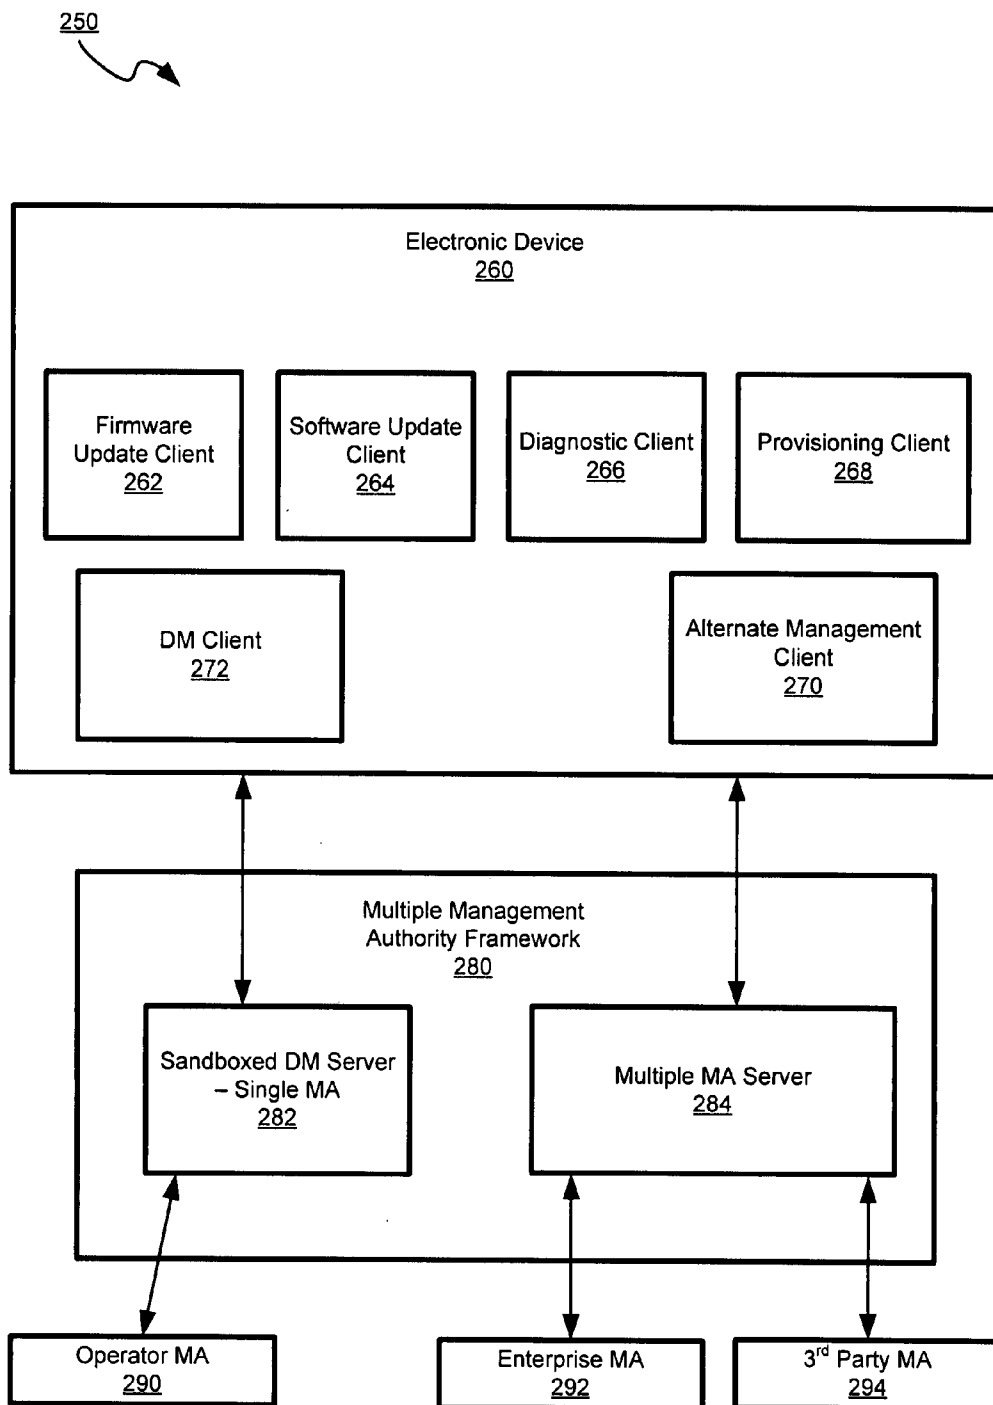 250
Electronic Device
260
Firmware
Update Client
262
Software Update
Client
264
Diagnostic Client
266
Provisioning Client
268
DM Client
272
Alternate Management
Client
270
Multiple Management
Authority Framework
280
Sandboxed DM Server
– Single MA
282
Multiple MA Server
284
Operator MA
290
Enterprise MA
292
3rd Party MA
294